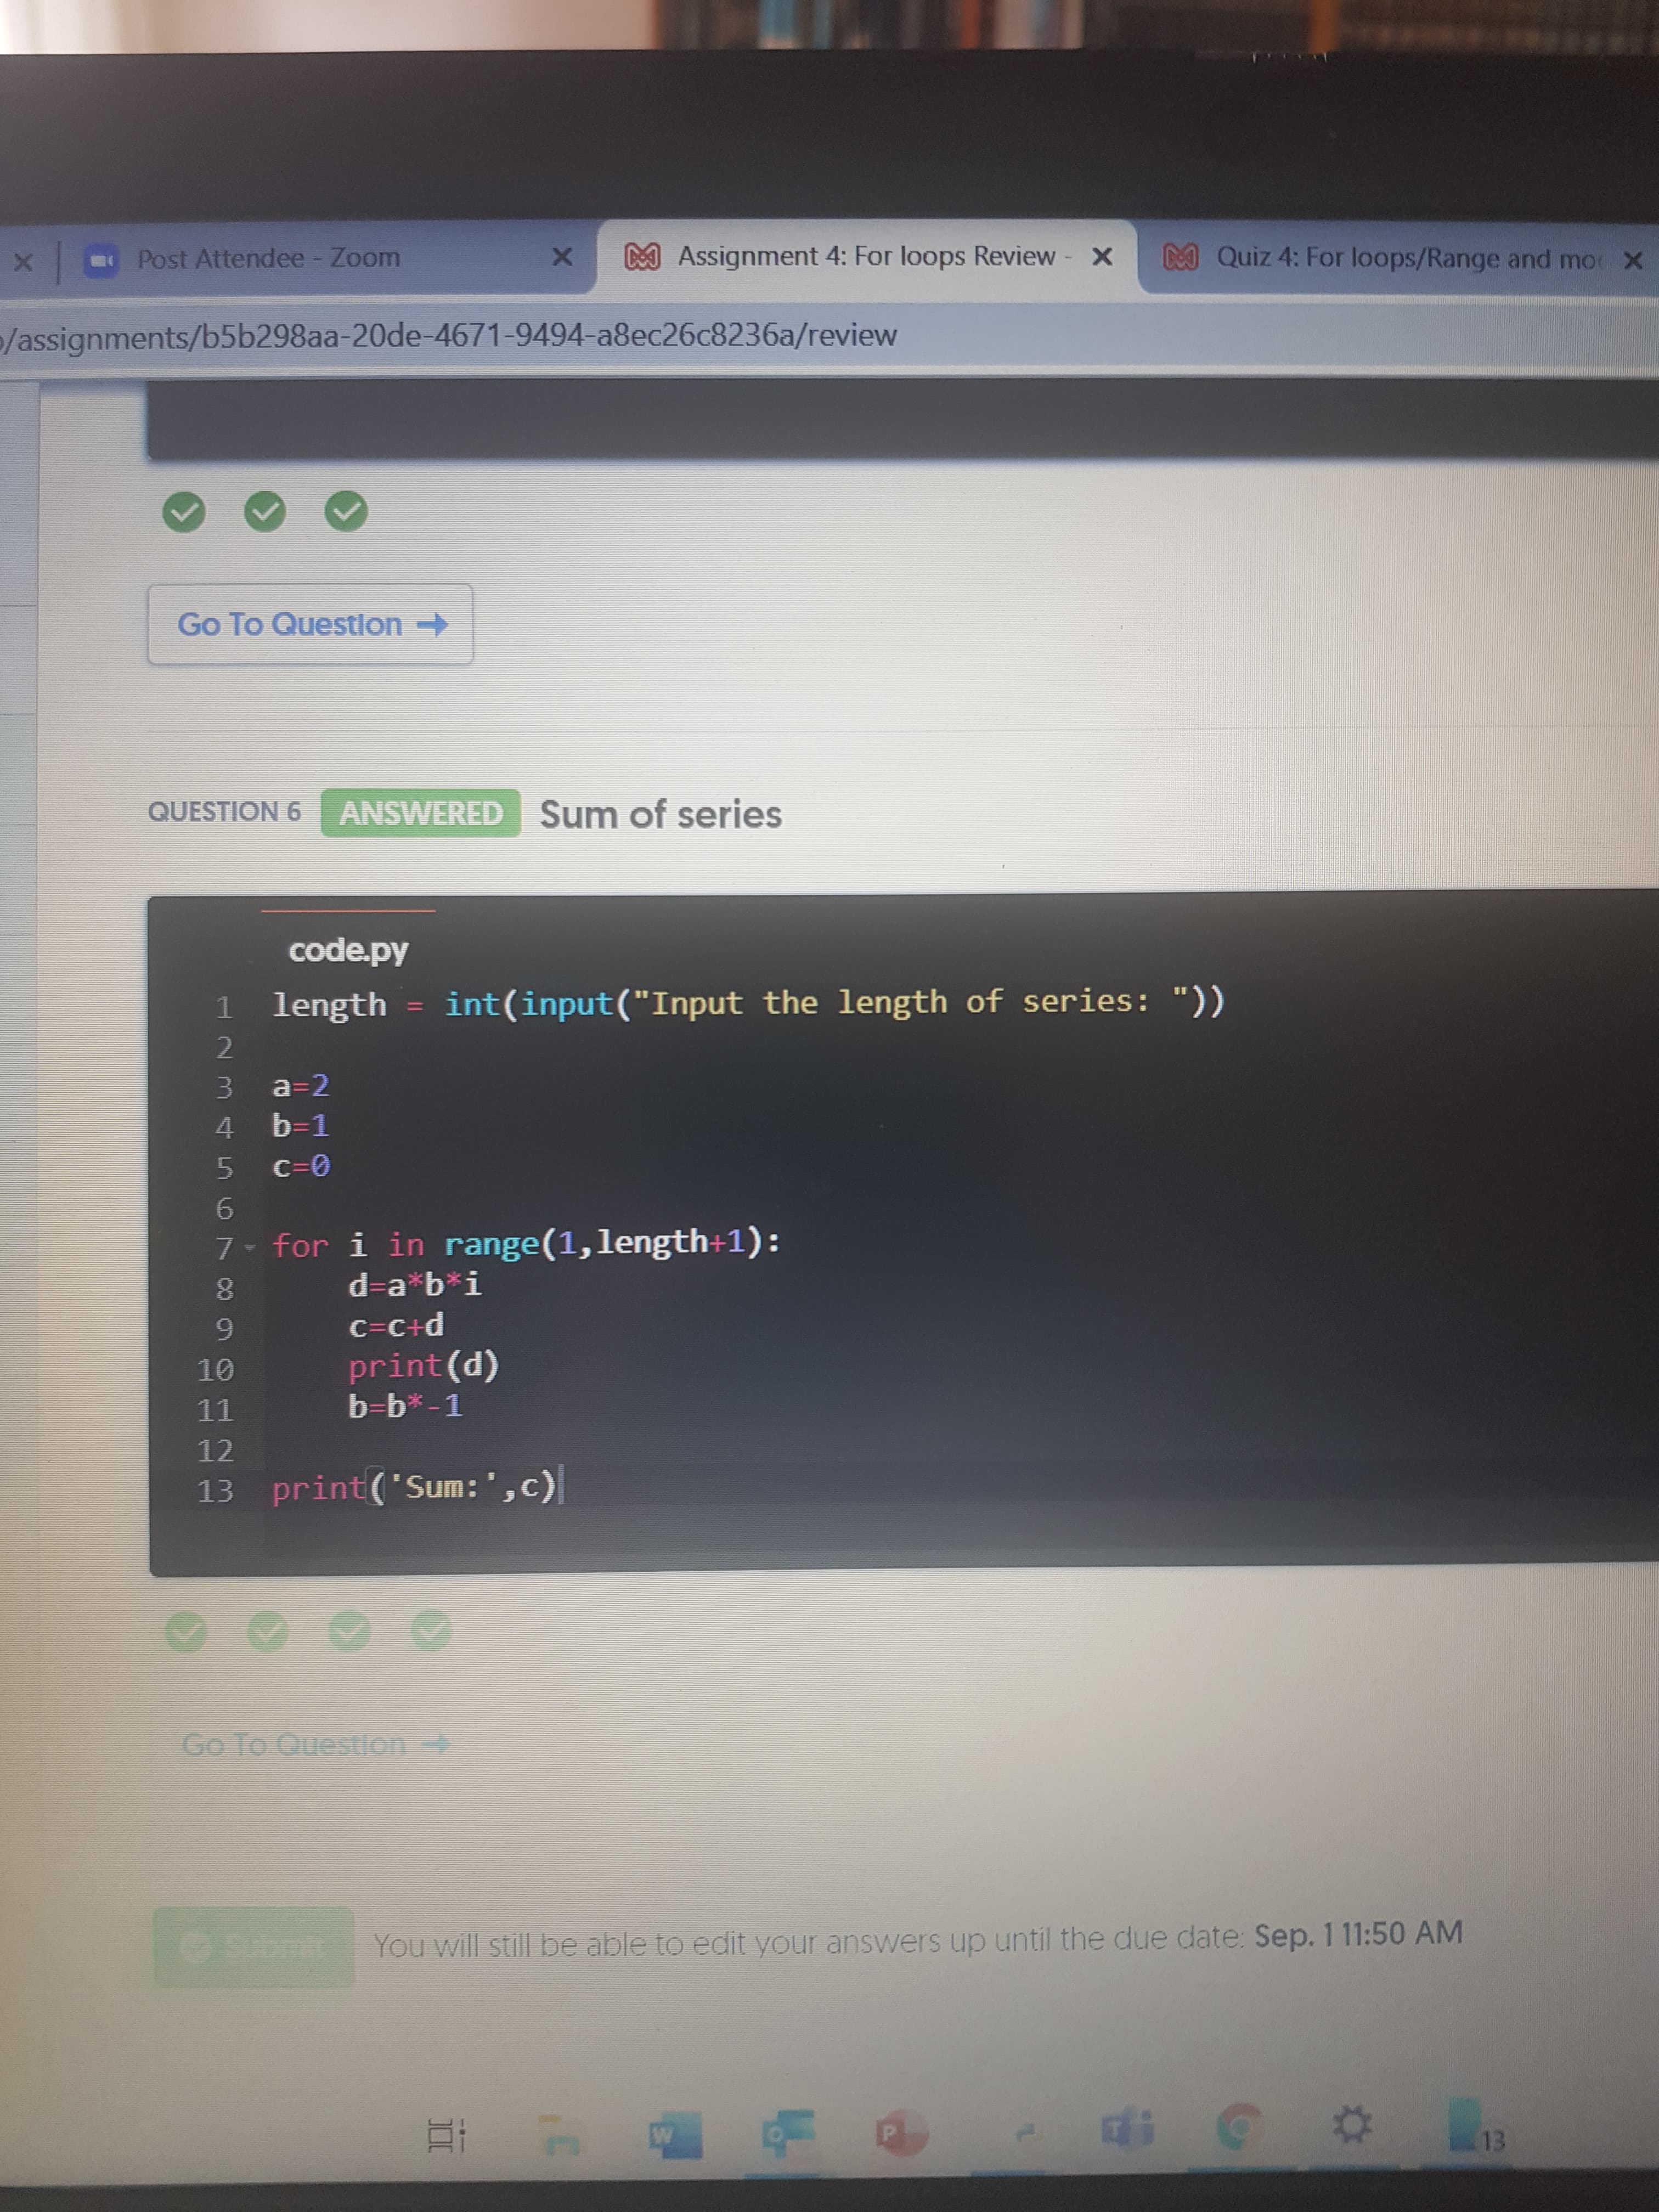 Post Attendee - Zoom
Assignment 4: For loops Review -
Quiz 4: For loops/Range and mo
/assignments/b5b298aa-20de-4671-9494-a8ec26c8236a/review
Go To Question
QUESTION 6 ANSWERED Sum of series
code.py
1 length = int(input("Input the length of series: "))
2
3 a=2
4 b=1
5 c=0
6
7 for i in range(1,length+1):
8 d=a*b*i
9 c=c+d
10 print(d)
11 b=b*-1
12
13 print('Sum:',c)
Go To Question
Submit You will still be able to edit your answers up until the due date: Sep. 1 11:50 AM
13